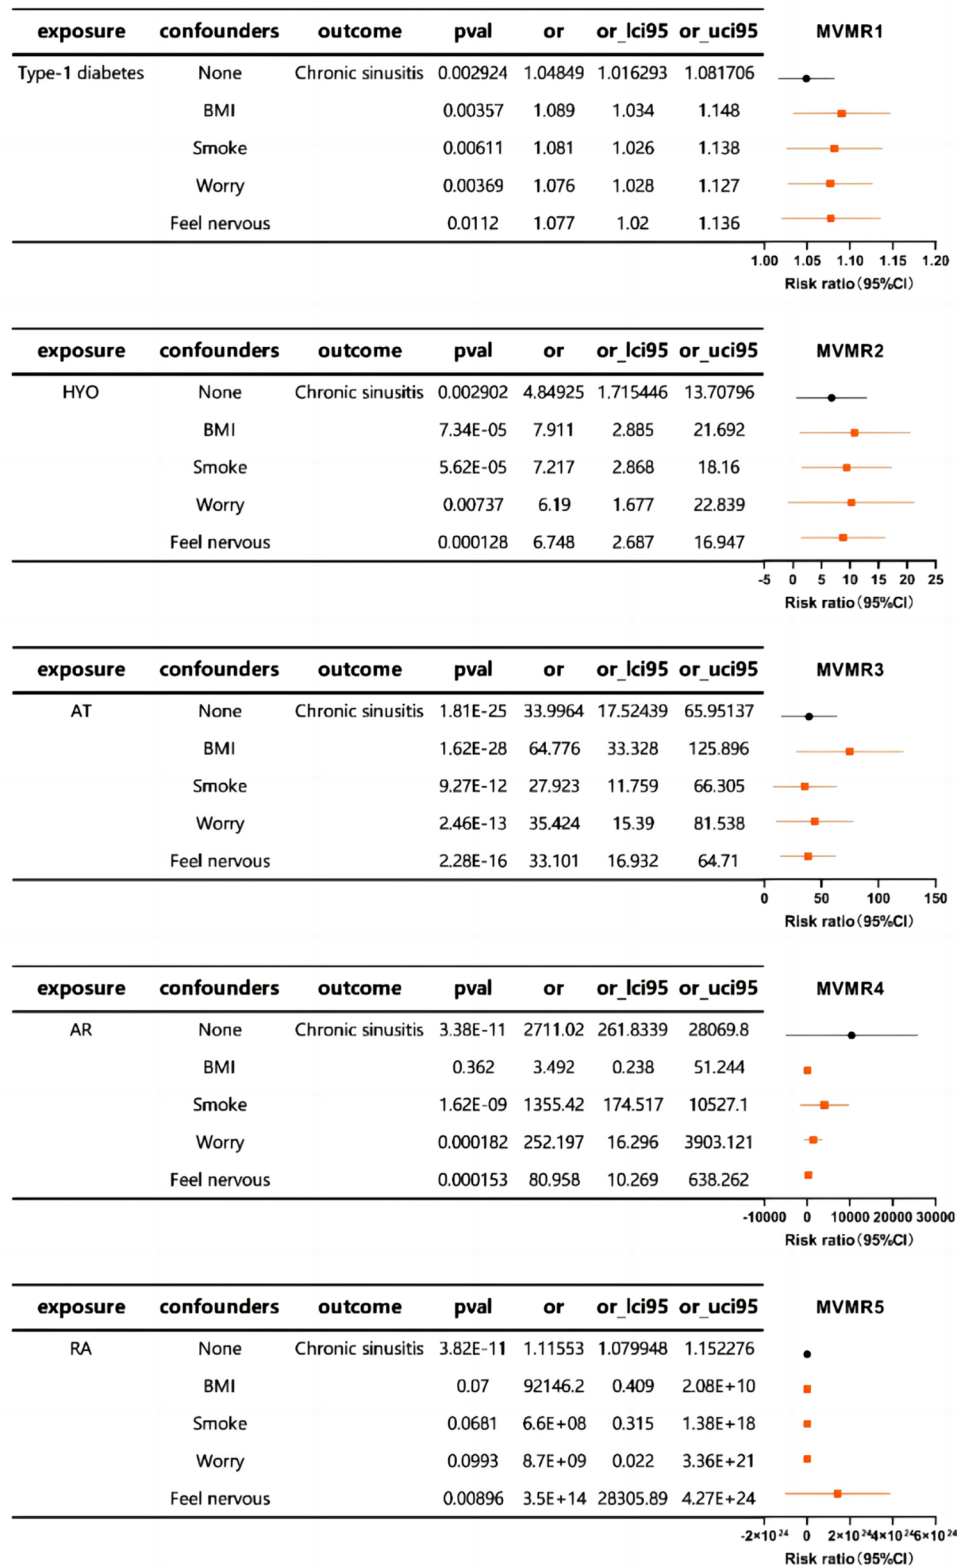 exposure confounders outcome pval or or_lci95 or_uci95 MVMR1
Type-1 diabetes None Chronic sinusitis 0.002924 1.04849 1.016293 1.081706
BMI 0.00357 1.089 1.034 1.148
Smoke 0.00611 1.081 1.026 1.138
Worry 0.00369 1.076 1.028 1.127
Feel nervous 0.0112 1.077 1.02 1.136
1.00 1.05 1.10 1.15 1.20
Risk ratio(95%CI)
exposure confounders outcome pval or or_lci95 or_uci95 MVMR2
HYO None Chronic sinusitis 0.002902 4.84925 1.715446 13.70796
BMI 7.34E-05 7.911 2.885 21.692
Smoke 5.62E-05 7.217 2.868 18.16
Worry 0.00737 6.19 1.677 22.839
Feel nervous 0.000128 6.748 2.687 16.947
-5 0 5 10 15 20 25
Risk ratio(95%CI)
exposure confounders outcome pval or or_lci95 or_uci95 MVMR3
AT None Chronic sinusitis 1.81E-25 33.9964 17.52439 65.95137
BMI 1.62E-28 64.776 33.328 125.896
Smoke 9.27E-12 27.923 11.759 66.305
Worry 2.46E-13 35.424 15.39 81.538
Feel nervous 2.28E-16 33.101 16.932 64.71
0 50 100 150
Risk ratio(95%CI)
exposure confounders outcome pval or or_lci95 or_uci95 MVMR4
AR None Chronic sinusitis 3.38E-11 2711.02 261.8339 28069.8
BMI 0.362 3.492 0.238 51.244
Smoke 1.62E-09 1355.42 174.517 10527.1
Worry 0.000182 252.197 16.296 3903.121
Feel nervous 0.000153 80.958 10.269 638.262
-10000 0 10000 20000 30000
Risk ratio(95%CI)
exposure confounders outcome pval or or_lci95 or_uci95 MVMR5
RA None Chronic sinusitis 3.82E-11 1.11553 1.079948 1.152276
BMI 0.07 92146.2 0.409 2.08E+10
Smoke 0.0681 6.6E+08 0.315 1.38E+18
Worry 0.0993 8.7E+09 0.022 3.36E+21
Feel nervous 0.00896 3.5E+14 28305.89 4.27E+24
-2×10²⁴ 0 2×10²⁴ 4×10²⁴ 6×10²⁴
Risk ratio(95%CI)